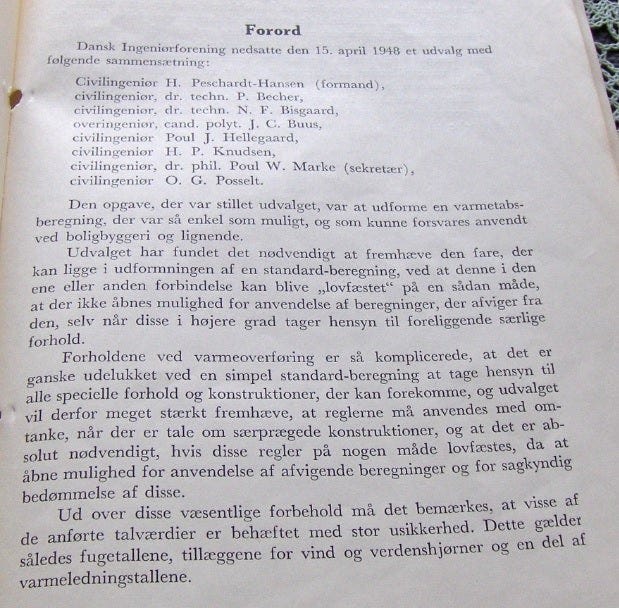 Forord
Dansk Ingeniørforening nedsatte den 15. april 1948 et udvalg med
følgende sammensætning:
Civilingeniør H. Peschardt-Hansen (formand),
civilingeniør, dr. techn. P. Becher,
civilingeniør, dr. techn. N. F. Bisgaard,
overingeniør, cand. polyt. J. C. Buus,
civilingeniør Poul J. Hellegaard,
civilingeniør H. P. Knudsen,
civilingeniør, dr. phil. Poul W. Marke (sekretær),
civilingeniør O. G. Posselt.
Den opgave, der var stillet udvalget, var at udforme en varmetabs-
beregning, der var så enkel som muligt, og som kunne forsvares anvendt
ved boligbyggeri og lignende.
Udvalget har fundet det nødvendigt at fremhæve den fare, der
kan ligge i udformningen af en standard-beregning, ved at denne i den
ene eller anden forbindelse kan blive „lovfæstet“ på en sådan måde,
at der ikke åbnes mulighed for anvendelse af beregninger, der afviger fra
den, selv når disse i højere grad tager hensyn til foreliggende særlige
forhold.
Forholdene ved varmeoverføring er så komplicerede, at det er
ganske udelukket ved en simpel standard-beregning at tage hensyn til
alle specielle forhold og konstruktioner, der kan forekomme, og udvalget
vil derfor meget stærkt fremhæve, at reglerne må anvendes med om-
tanke, når der er tale om særprægede konstruktioner, og at det er ab-
solut nødvendigt, hvis disse regler på nogen måde lovfæstes, da at
åbne mulighed for anvendelse af afvigende beregninger og for sagkyndig
bedømmelse af disse.
Ud over disse væsentlige forbehold må det bemærkes, at visse af
de anførte talværdier er behæftet med stor usikkerhed. Dette gælder
således fugetallene, tillæggene for vind og verdenshjørner og en del af
varmeledningstallene.